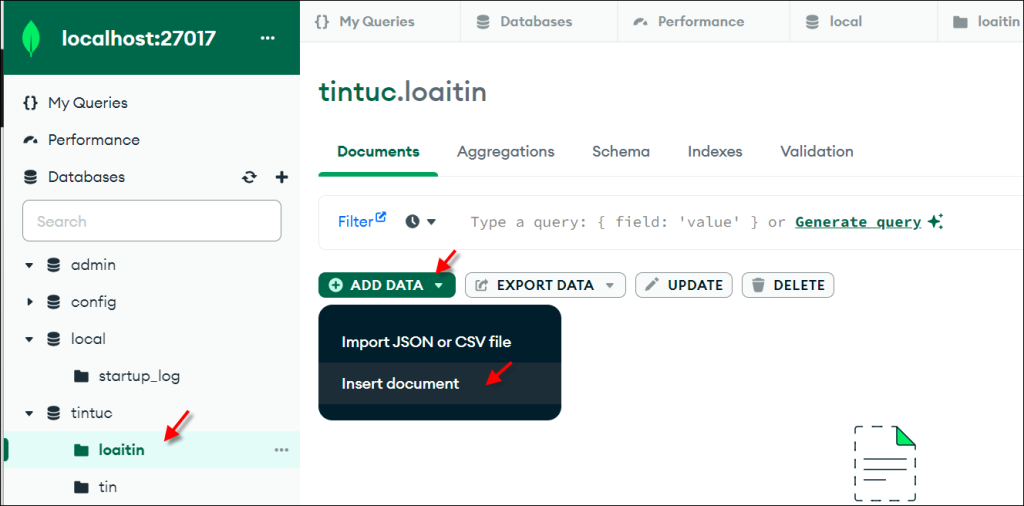 localhost:27017
My Queries
Performance
Databases
Search
admin
config
local
startup_log
tintuc
loaitin
tin
My Queries
Databases
Performance
local
loaitin
tintuc.loaitin
Documents
Aggregations
Schema
Indexes
Validation
Filter
Type a query: { field: 'value' } or Generate query
ADD DATA
EXPORT DATA
UPDATE
DELETE
Import JSON or CSV file
Insert document